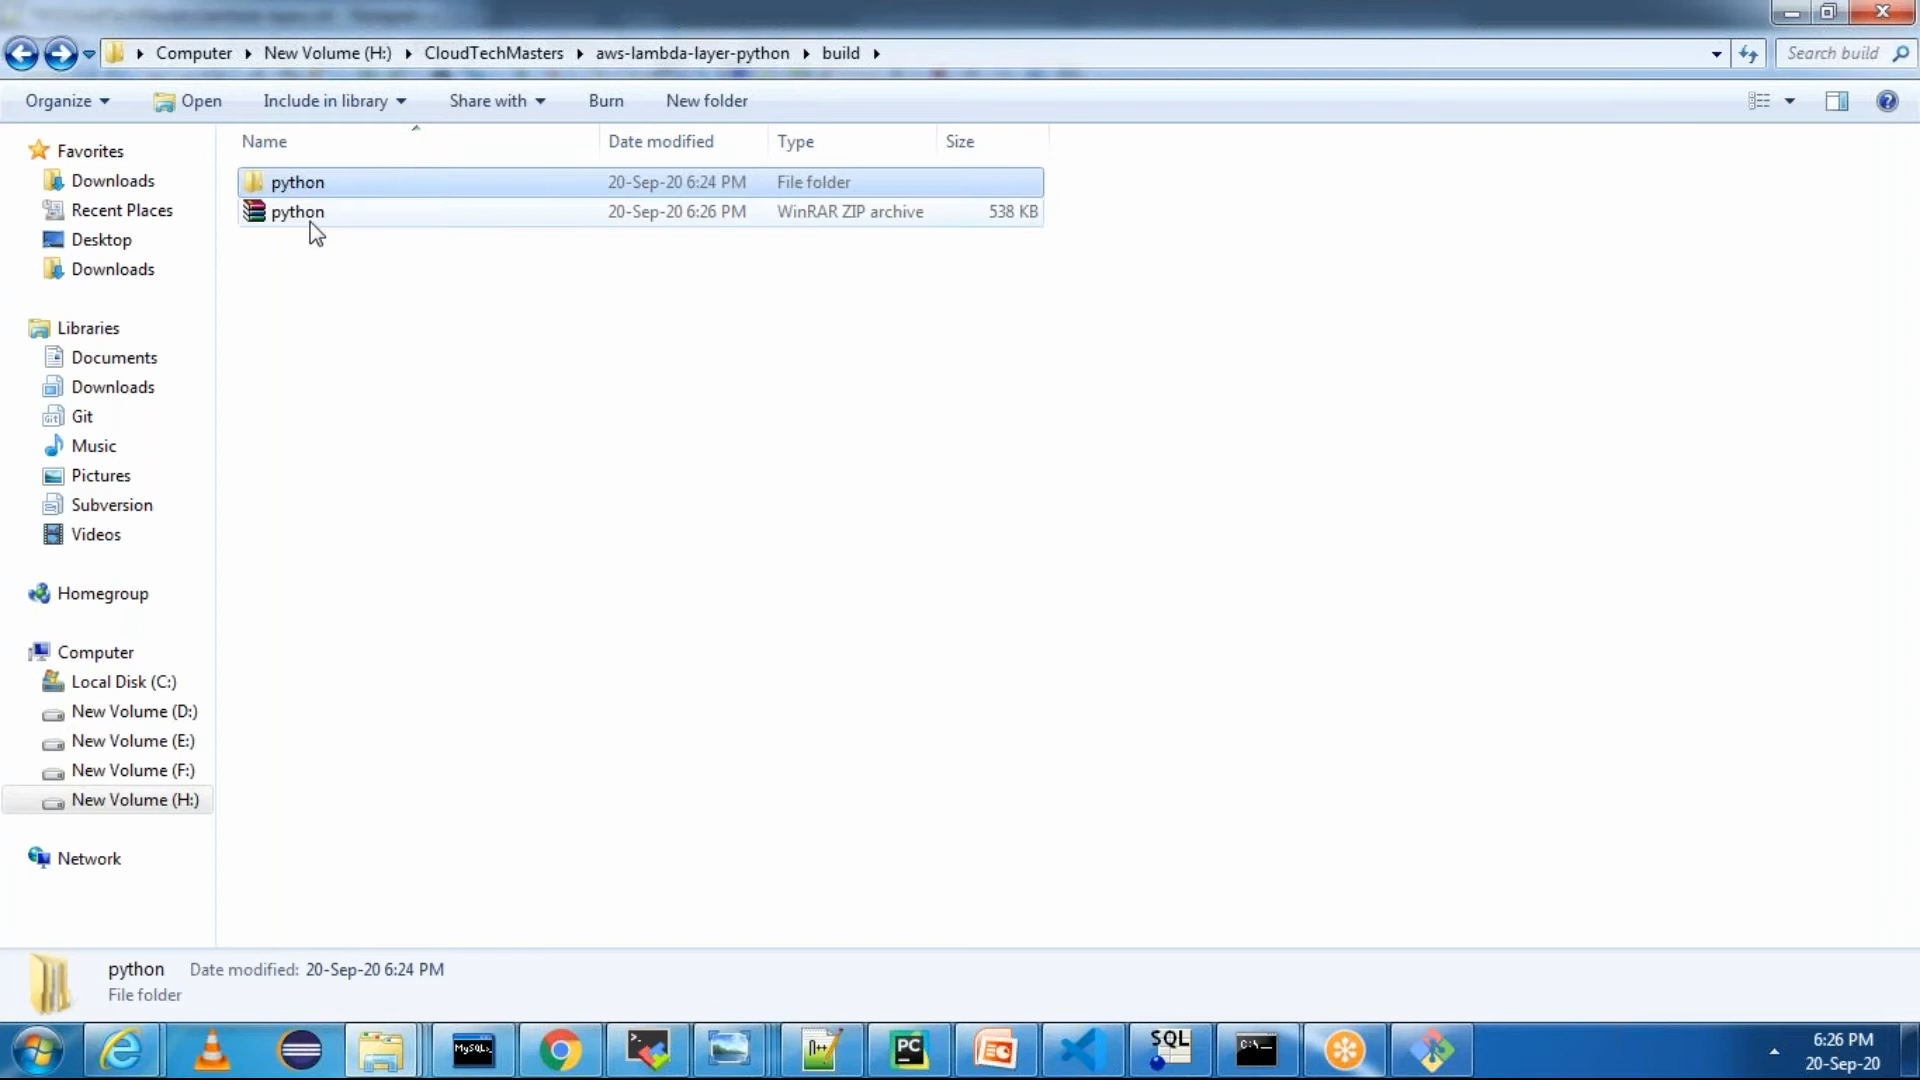 Computer New Volume (H:) CloudTechMasters aws-lambda-layer-python build Search build
Organize Open Include in library Share with Burn New folder
Name Date modified Type Size
python 20-Sep-20 6:24 PM File folder
python 20-Sep-20 6:26 PM WinRAR ZIP archive 538 KB
Favorites
Downloads
Recent Places
Desktop
Downloads
Libraries
Documents
Downloads
Git
Music
Pictures
Subversion
Videos
Homegroup
Computer
Local Disk (C:)
New Volume (D:)
New Volume (E:)
New Volume (F:)
New Volume (H:)
Network
python Date modified: 20-Sep-20 6:24 PM
File folder
MySQL>
n++
PC
SQL
C:\
6:26 PM
20-Sep-20